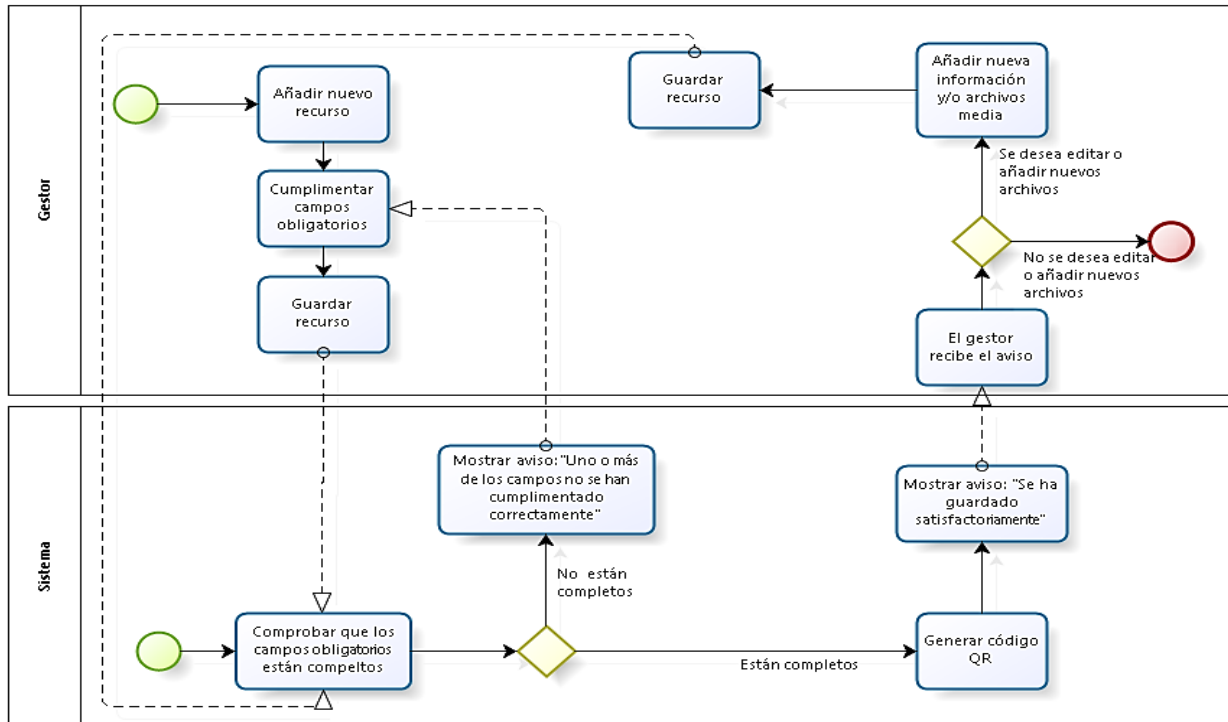 Gestor
Añadir nuevo
recurso
Cumplimentar
campos
obligatorios
Guardar
recurso
Guardar
recurso
Añadir nueva
información
y/o archivos
media
Se desea editar o
añadir nuevos
archivos
No se desea editar
o añadir nuevos
archivos
El gestor
recibe el aviso
Sistema
Mostrar aviso: "Uno o más
de los campos no se han
cumplimentado
correctamente"
Mostrar aviso: "Se ha
guardado
satisfactoriamente"
No están
completos
Comprobar que los
campos obligatorios
están compeltos
Están completos
Generar código
QR